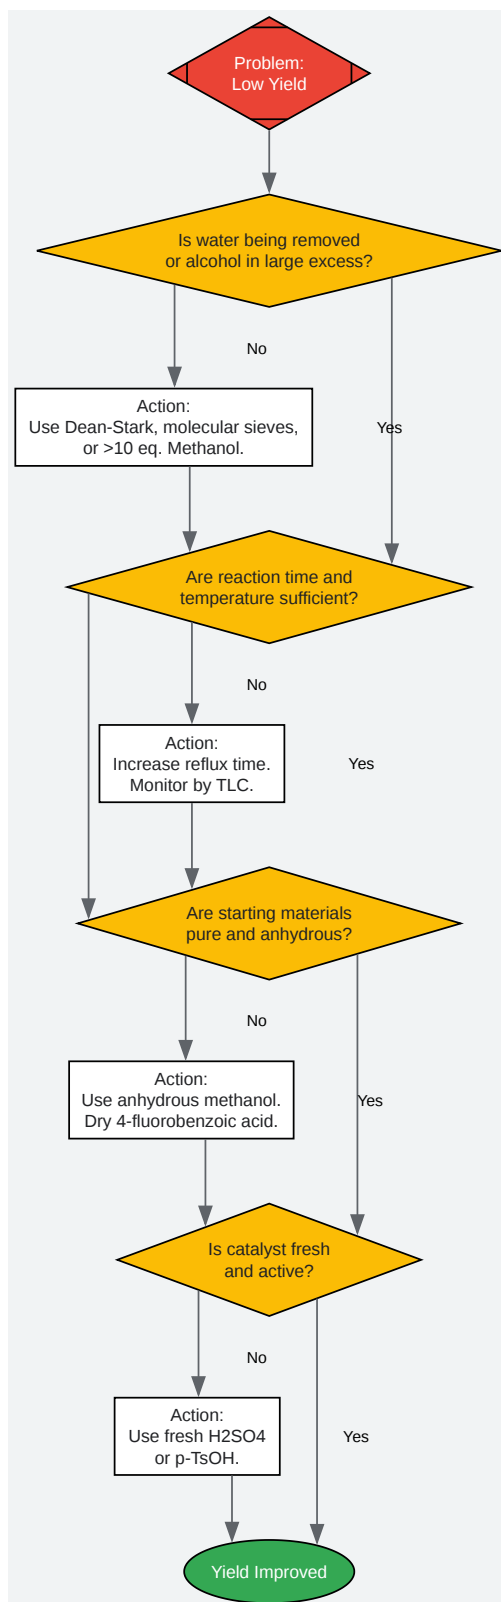 Problem:
Low Yield
Is water being removed
or alcohol in large excess?
No
Action:
Use Dean-Stark, molecular sieves,
or >10 eq. Methanol.
Yes
Are reaction time and
temperature sufficient?
No
Action:
Increase reflux time.
Monitor by TLC.
Yes
Are starting materials
pure and anhydrous?
No
Action:
Use anhydrous methanol.
Dry 4-fluorobenzoic acid.
Yes
Is catalyst fresh
and active?
No
Action:
Use fresh H2SO4
or p-TsOH.
Yes
Yield Improved